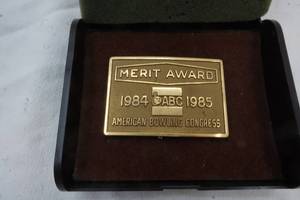 MERIT AWARD
1984 ABC 1985
AMERICAN BOWLING CONGRESS